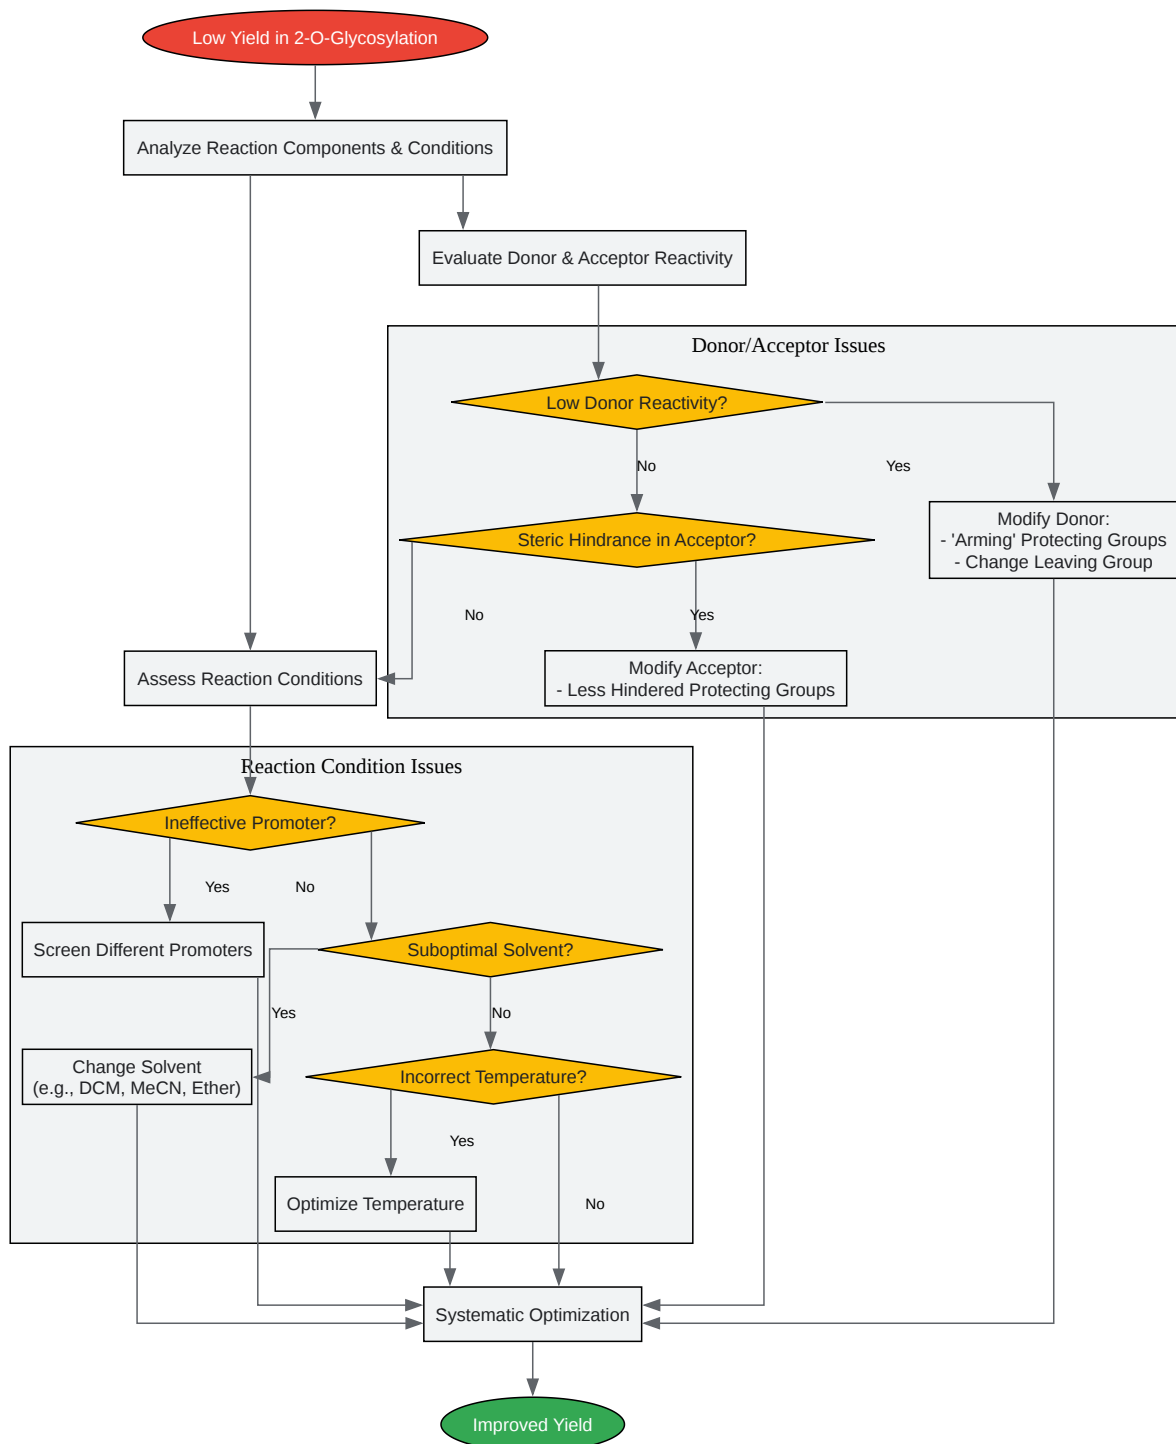 Low Yield in 2-O-Glycosylation
Analyze Reaction Components & Conditions
Evaluate Donor & Acceptor Reactivity
Donor/Acceptor Issues
Low Donor Reactivity?
No
Yes
Modify Donor:
- 'Arming' Protecting Groups
- Change Leaving Group
Steric Hindrance in Acceptor?
No
Yes
Assess Reaction Conditions
Modify Acceptor:
- Less Hindered Protecting Groups
Reaction Condition Issues
Ineffective Promoter?
Yes
No
Screen Different Promoters
Suboptimal Solvent?
Yes
No
Change Solvent
(e.g., DCM, MeCN, Ether)
Incorrect Temperature?
Yes
Optimize Temperature
No
Systematic Optimization
Improved Yield